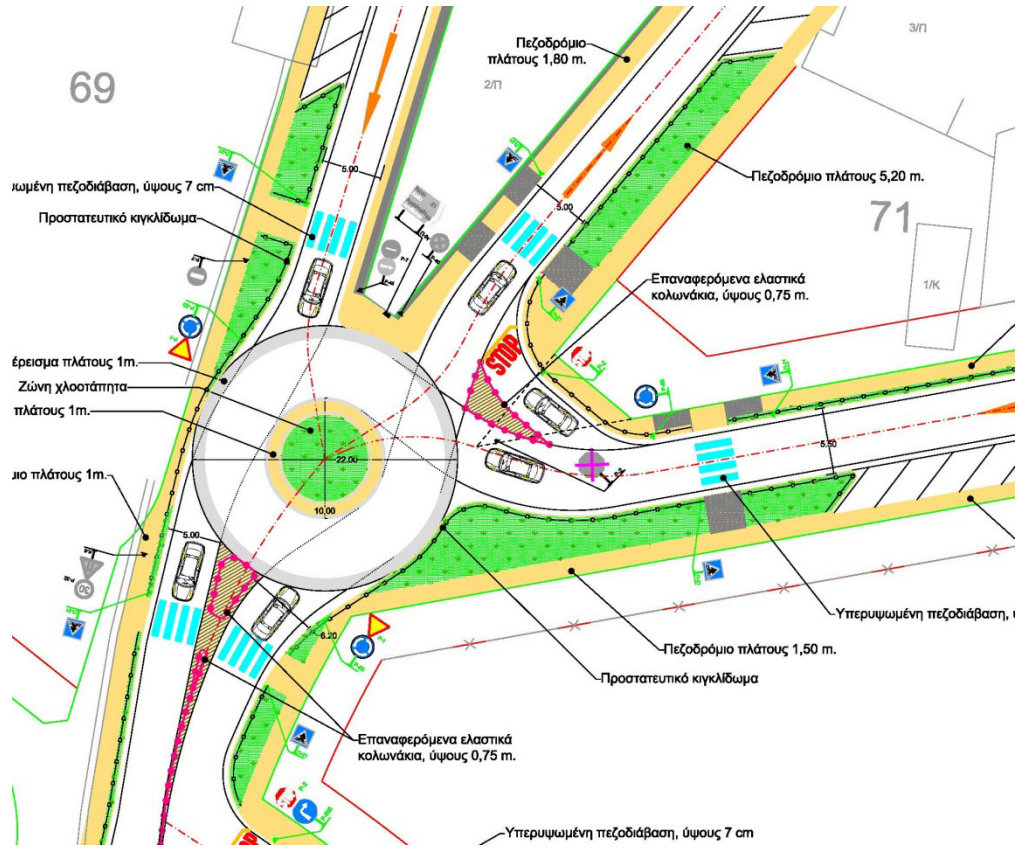 Πεζοδρόμιο
πλάτους 1,80 m.
3/Π
69
2/Π
5.00
Πεζοδρόμιο πλάτους 5,20 m.
ωμένη πεζοδιάβαση, ύψους 7 cm
5.00
71
Προστατευτικό κιγκλίδωμα
Επαναφερόμενα ελαστικά
κολωνάκια, ύψους 0,75 m.
1/Κ
STOP
έρεισμα πλάτους 1m.
Ζώνη χλοοτάπητα
πλάτους 1m.
5.50
22.00
μιο πλάτους 1m.
10.00
5.00
30
6.20
Υπερυψωμένη πεζοδιάβαση,
Πεζοδρόμιο πλάτους 1,50 m.
Προστατευτικό κιγκλίδωμα
Επαναφερόμενα ελαστικά
κολωνάκια, ύψους 0,75 m.
Υπερυψωμένη πεζοδιάβαση, ύψους 7 cm
STOP